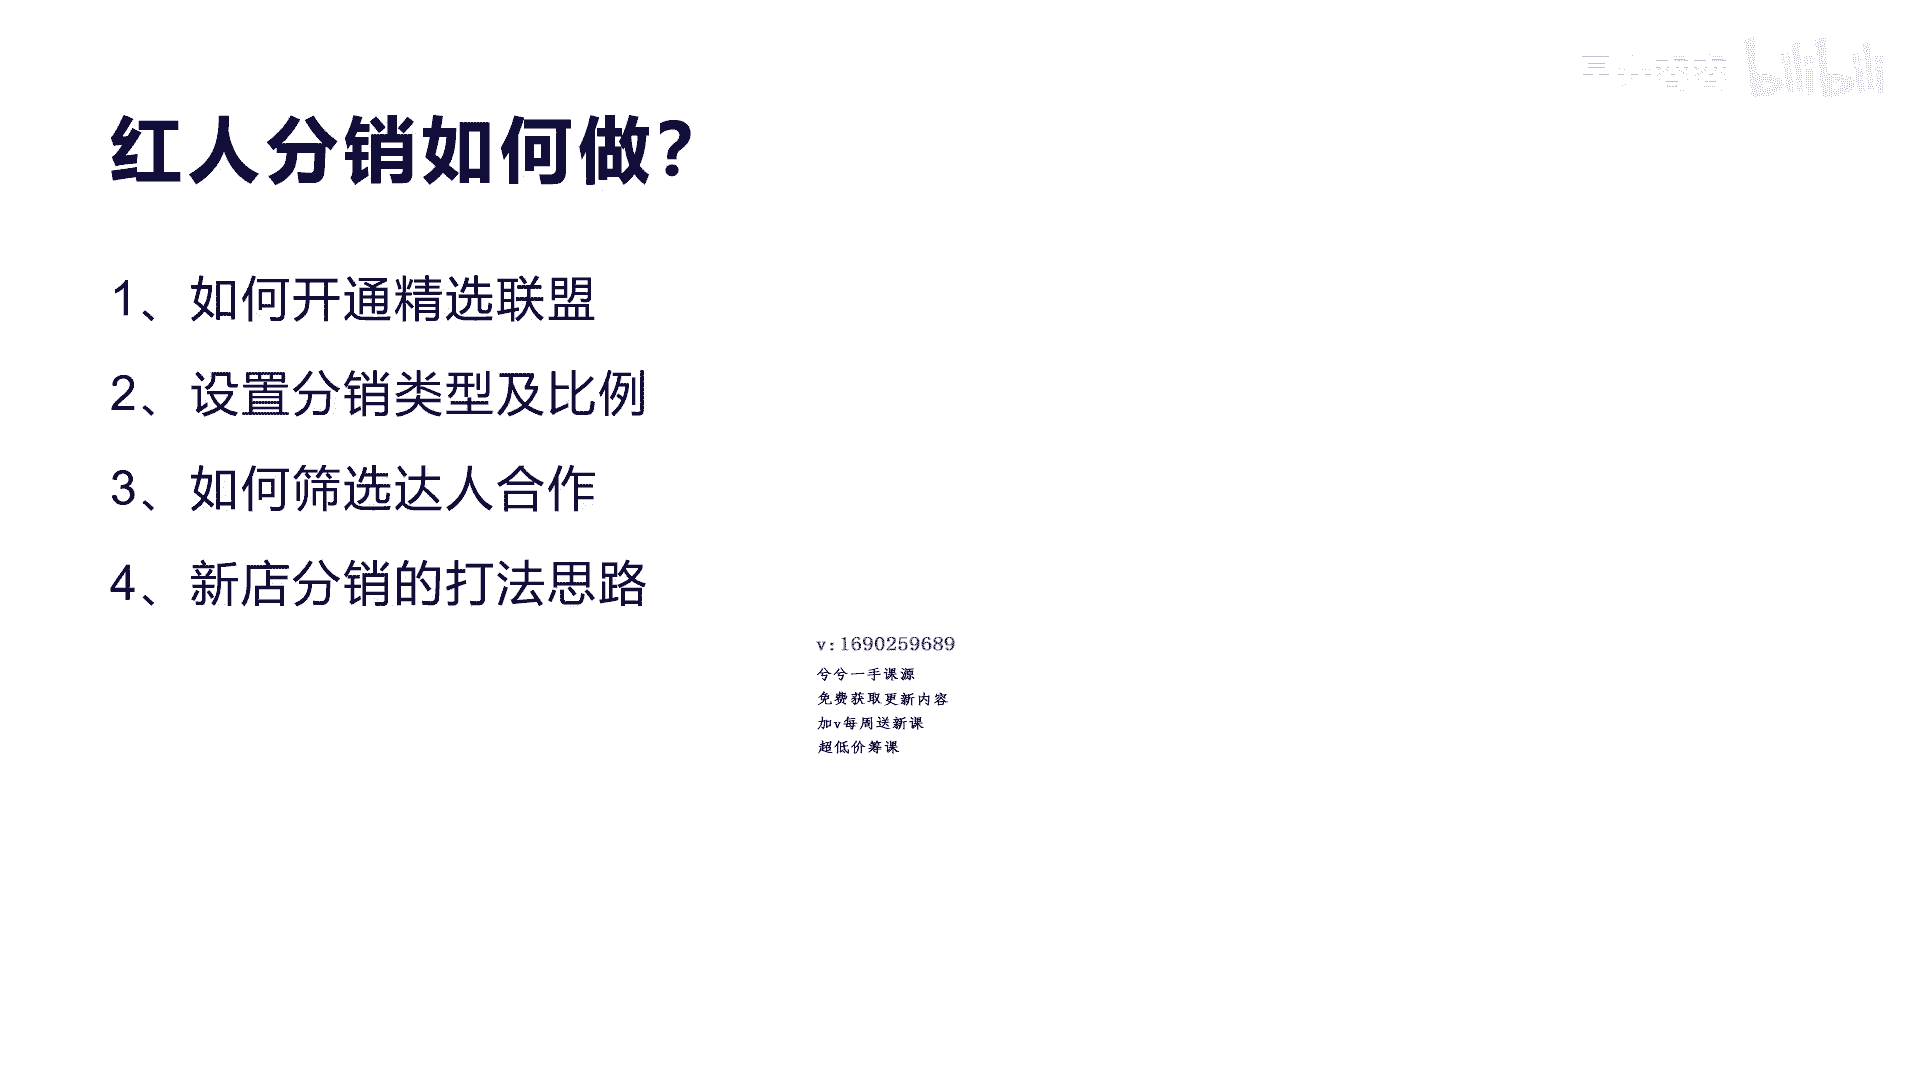 bilibili
红人分销如何做？
1、如何开通精选联盟
2、设置分销类型及比例
3、如何筛选达人合作
4、新店分销的打法思路
v:1690259689
兮兮一手课源
免费获取更新内容
加v每周送新课
超低价筹课